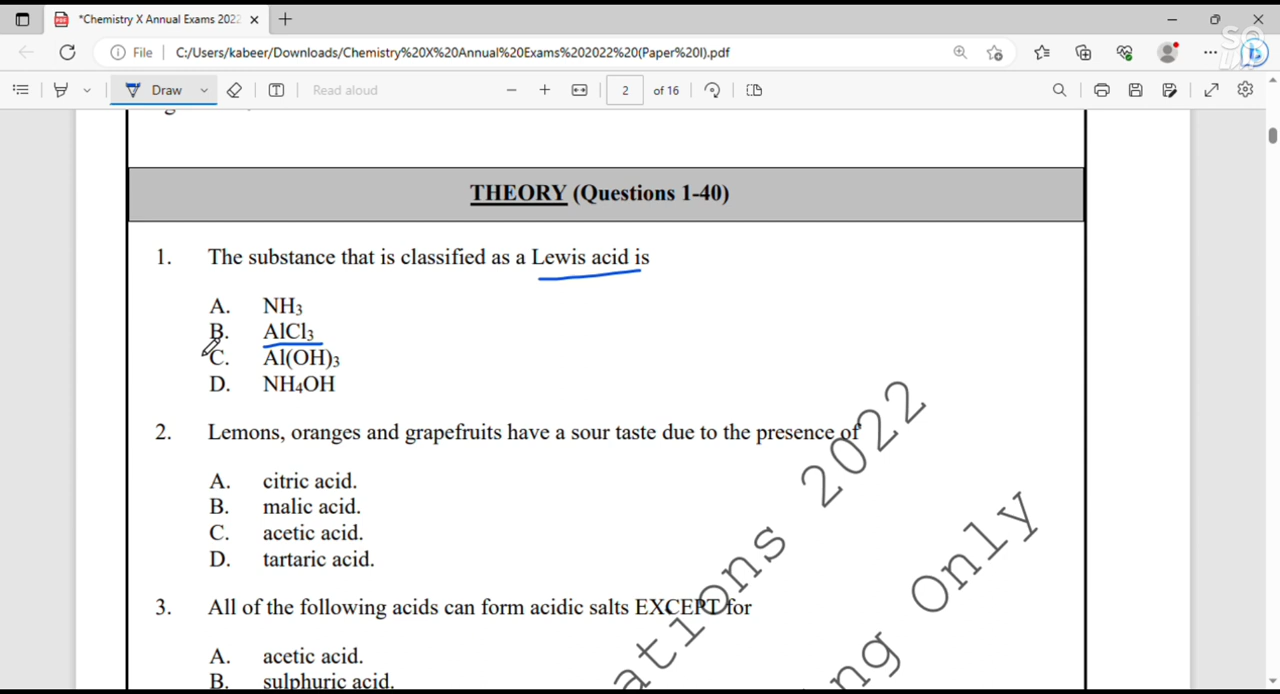 *Chemistry X Annual Exams 2022
File
C:/Users/kabeer/Downloads/Chemistry%20X%20Annual%20Exams%202022%20(Paper%20I).pdf
Draw
Read aloud
2
of 16
THEORY (Questions 1-40)
1. The substance that is classified as a Lewis acid is
A. NH3
B. AlCl3
C. Al(OH)3
D. NH4OH
2. Lemons, oranges and grapefruits have a sour taste due to the presence of
A. citric acid.
B. malic acid.
C. acetic acid.
D. tartaric acid.
3. All of the following acids can form acidic salts EXCEPT for
A. acetic acid.
B. sulphuric acid.
ations 2022
ng Only